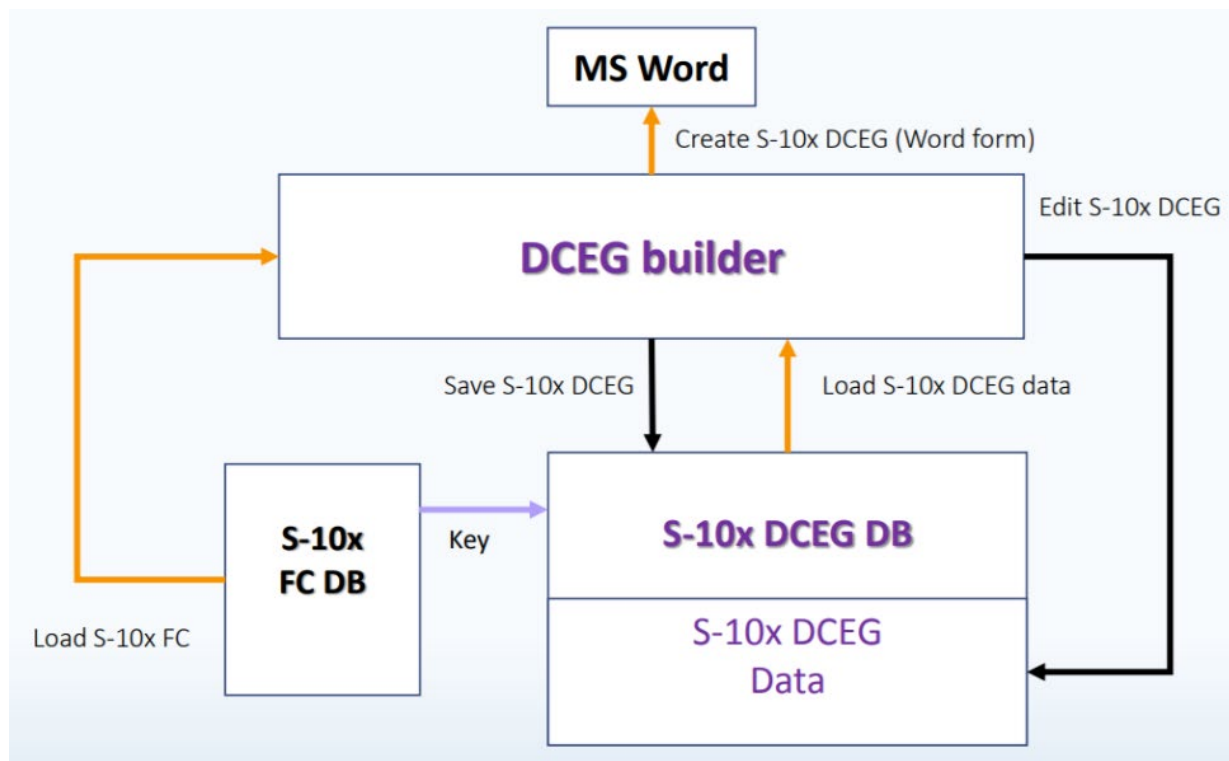 MS Word
Create S-10x DCEG (Word form)
Edit S-10x DCEG
DCEG builder
Save S-10x DCEG
Load S-10x DCEG data
S-10x
FC DB
Key
S-10x DCEG DB
Load S-10x FC
S-10x DCEG
Data